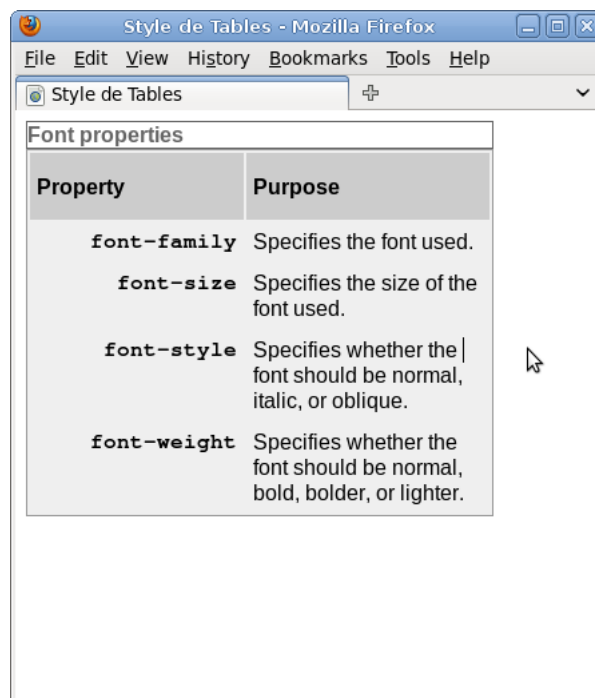 Style de Tables - Mozilla Firefox
File Edit View History Bookmarks Tools Help
Style de Tables
Font properties
Property Purpose
font-family Specifies the font used.
font-size Specifies the size of the
font used.
font-style Specifies whether the
font should be normal,
italic, or oblique.
font-weight Specifies whether the
font should be normal,
bold, bolder, or lighter.